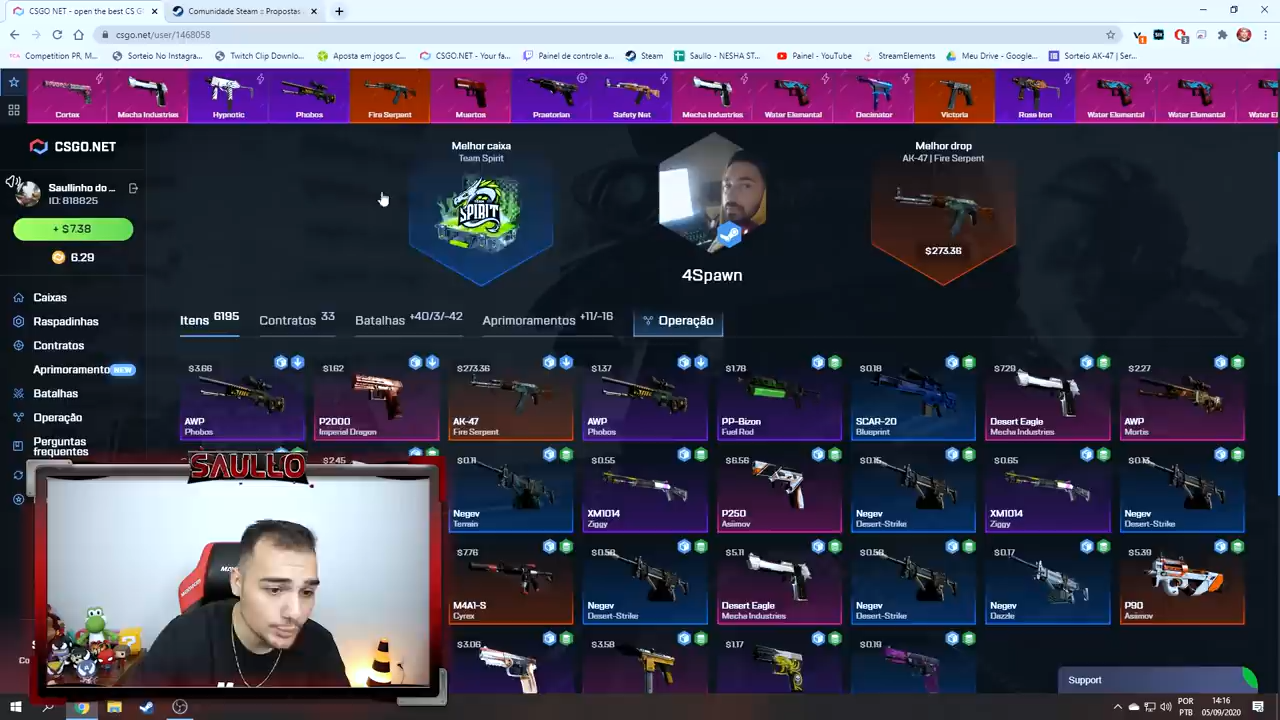 CSGO.NET - open the best CS G
Comunidade Steam :: Propostas
csgo.net/user/1468058
Competition PR, M...
Sorteio No Instagra...
Twitch Clip Downlo...
Aposta em jogos C...
CSGO.NET - Your fa...
Painel de controle a...
Steam
Saullo - NESHA ST...
Painel - YouTube
StreamElements
Meu Drive - Google...
Sorteio AK-47 | Ser...
Cortex
Mecha Industries
Hypnotic
Phobos
Fire Serpent
Muertos
Praetorian
Safety Net
Mecha Industries
Water Elemental
Decimator
Victoria
Rose Iron
Water Elemental
Water Elemental
Water El
CSGO.NET
Saullinho do ...
ID: 818825
+ $7.38
6.29
Caixas
Raspadinhas
Contratos
Aprimoramento NEW
Batalhas
Operação
Perguntas
frequentes
Melhor caixa
Team Spirit
SPIRIT
4Spawn
Melhor drop
AK-47 | Fire Serpent
$273.36
Itens 6195
Contratos 33
Batalhas +40/3/-42
Aprimoramentos +11/-16
Operação
$3.66
AWP
Phobos
$1.62
P2000
Imperial Dragon
$273.36
AK-47
Fire Serpent
$1.37
AWP
Phobos
$1.78
PP-Bizon
Fuel Rod
$0.18
SCAR-20
Blueprint
$7.29
Desert Eagle
Mecha Industries
$2.27
AWP
Mortis
$2.45
$0.11
Negev
Terrain
$0.55
XM1014
Ziggy
$6.56
P250
Asiimov
$0.15
Negev
Desert-Strike
$0.65
XM1014
Ziggy
$0.13
Negev
Desert-Strike
$7.76
M4A1-S
Cyrex
$0.56
Negev
Desert-Strike
$5.11
Desert Eagle
Mecha Industries
$0.56
Negev
Desert-Strike
$0.17
Negev
Dazzle
$5.39
P90
Asiimov
$3.06
$3.58
$1.17
$0.19
SAULLO
Support
POR
PTB
14:16
05/09/2020